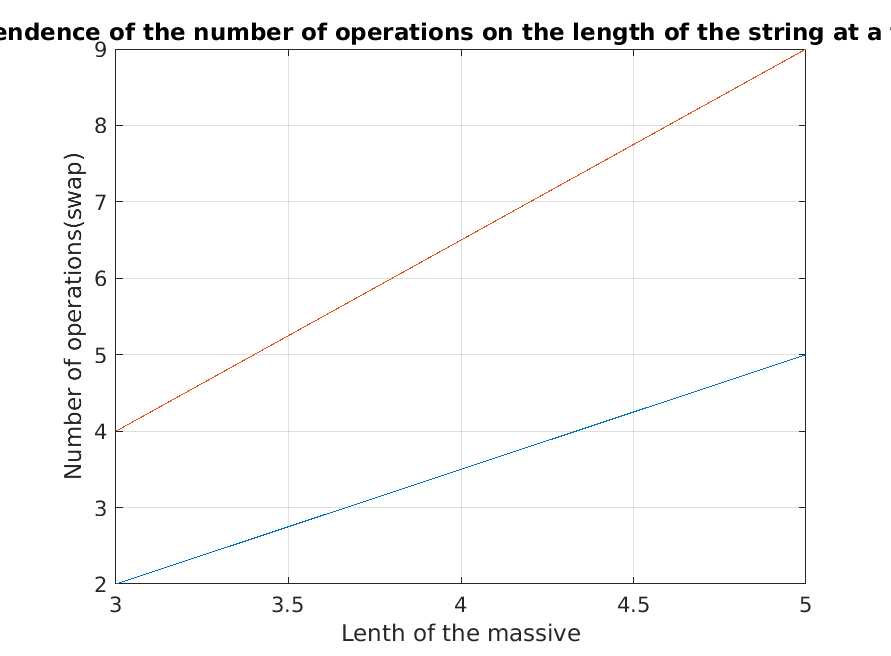 endence of the number of operations on the length of the string at a
9
8
7
6
5
4
3
2
Number of operations(swap)
3 3.5 4 4.5 5
Lenth of the massive